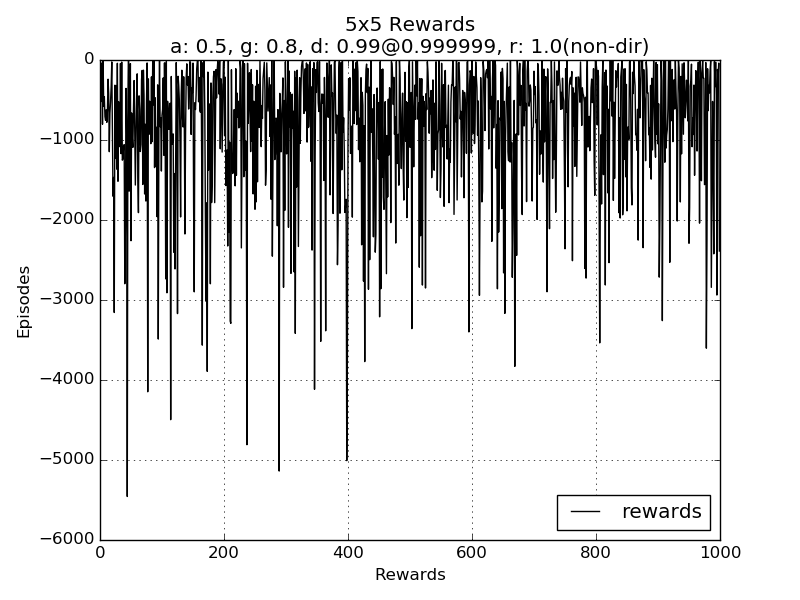 5x5 Rewards
a: 0.5, g: 0.8, d: 0.99@0.999999, r: 1.0(non-dir)
0
−1000
−2000
−3000
−4000
−5000
−6000
Episodes
rewards
0 200 400 600 800 1000
Rewards